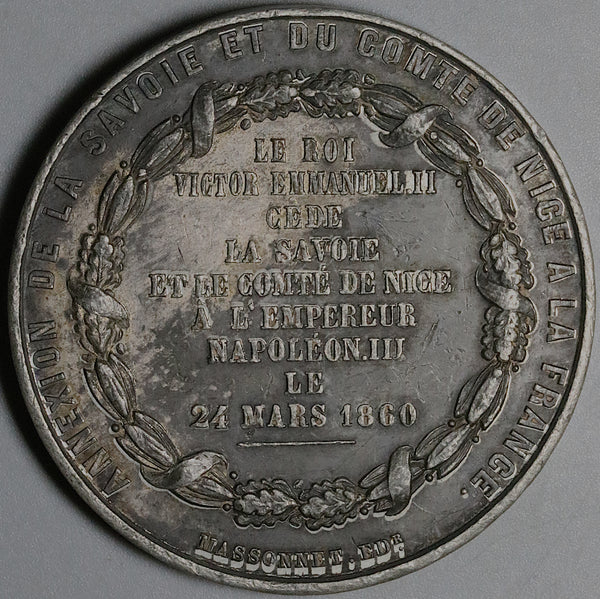 ANNEXION DE LA SAVOIE ET DU COMTE DE NICE A LA FRANCE.
LE ROI
VICTOR EMMANUEL.II
CÈDE
LA SAVOIE
ET LE COMTÉ DE NICE
À L'EMPEREUR
NAPOLÉON.III
LE
24 MARS 1860
MASSONNET. EDR